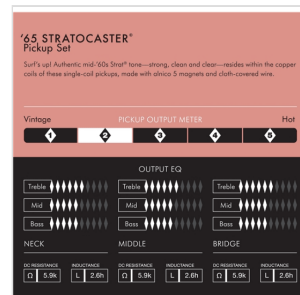 '65 STRATOCASTER®
Pickup Set
Surf's up! Authentic mid-'60s Strat® tone—strong, clean and clear—resides within the copper
coils of these single-coil pickups, made with alnico 5 magnets and cloth-covered wire.
Vintage PICKUP OUTPUT METER Hot
1 2 3 4 5
OUTPUT EQ
Treble Treble Treble
Mid Mid Mid
Bass Bass Bass
NECK MIDDLE BRIDGE
DC RESISTANCE INDUCTANCE DC RESISTANCE INDUCTANCE DC RESISTANCE INDUCTANCE
Ω 5.9k L 2.6h Ω 5.9k L 2.6h Ω 5.9k L 2.6h